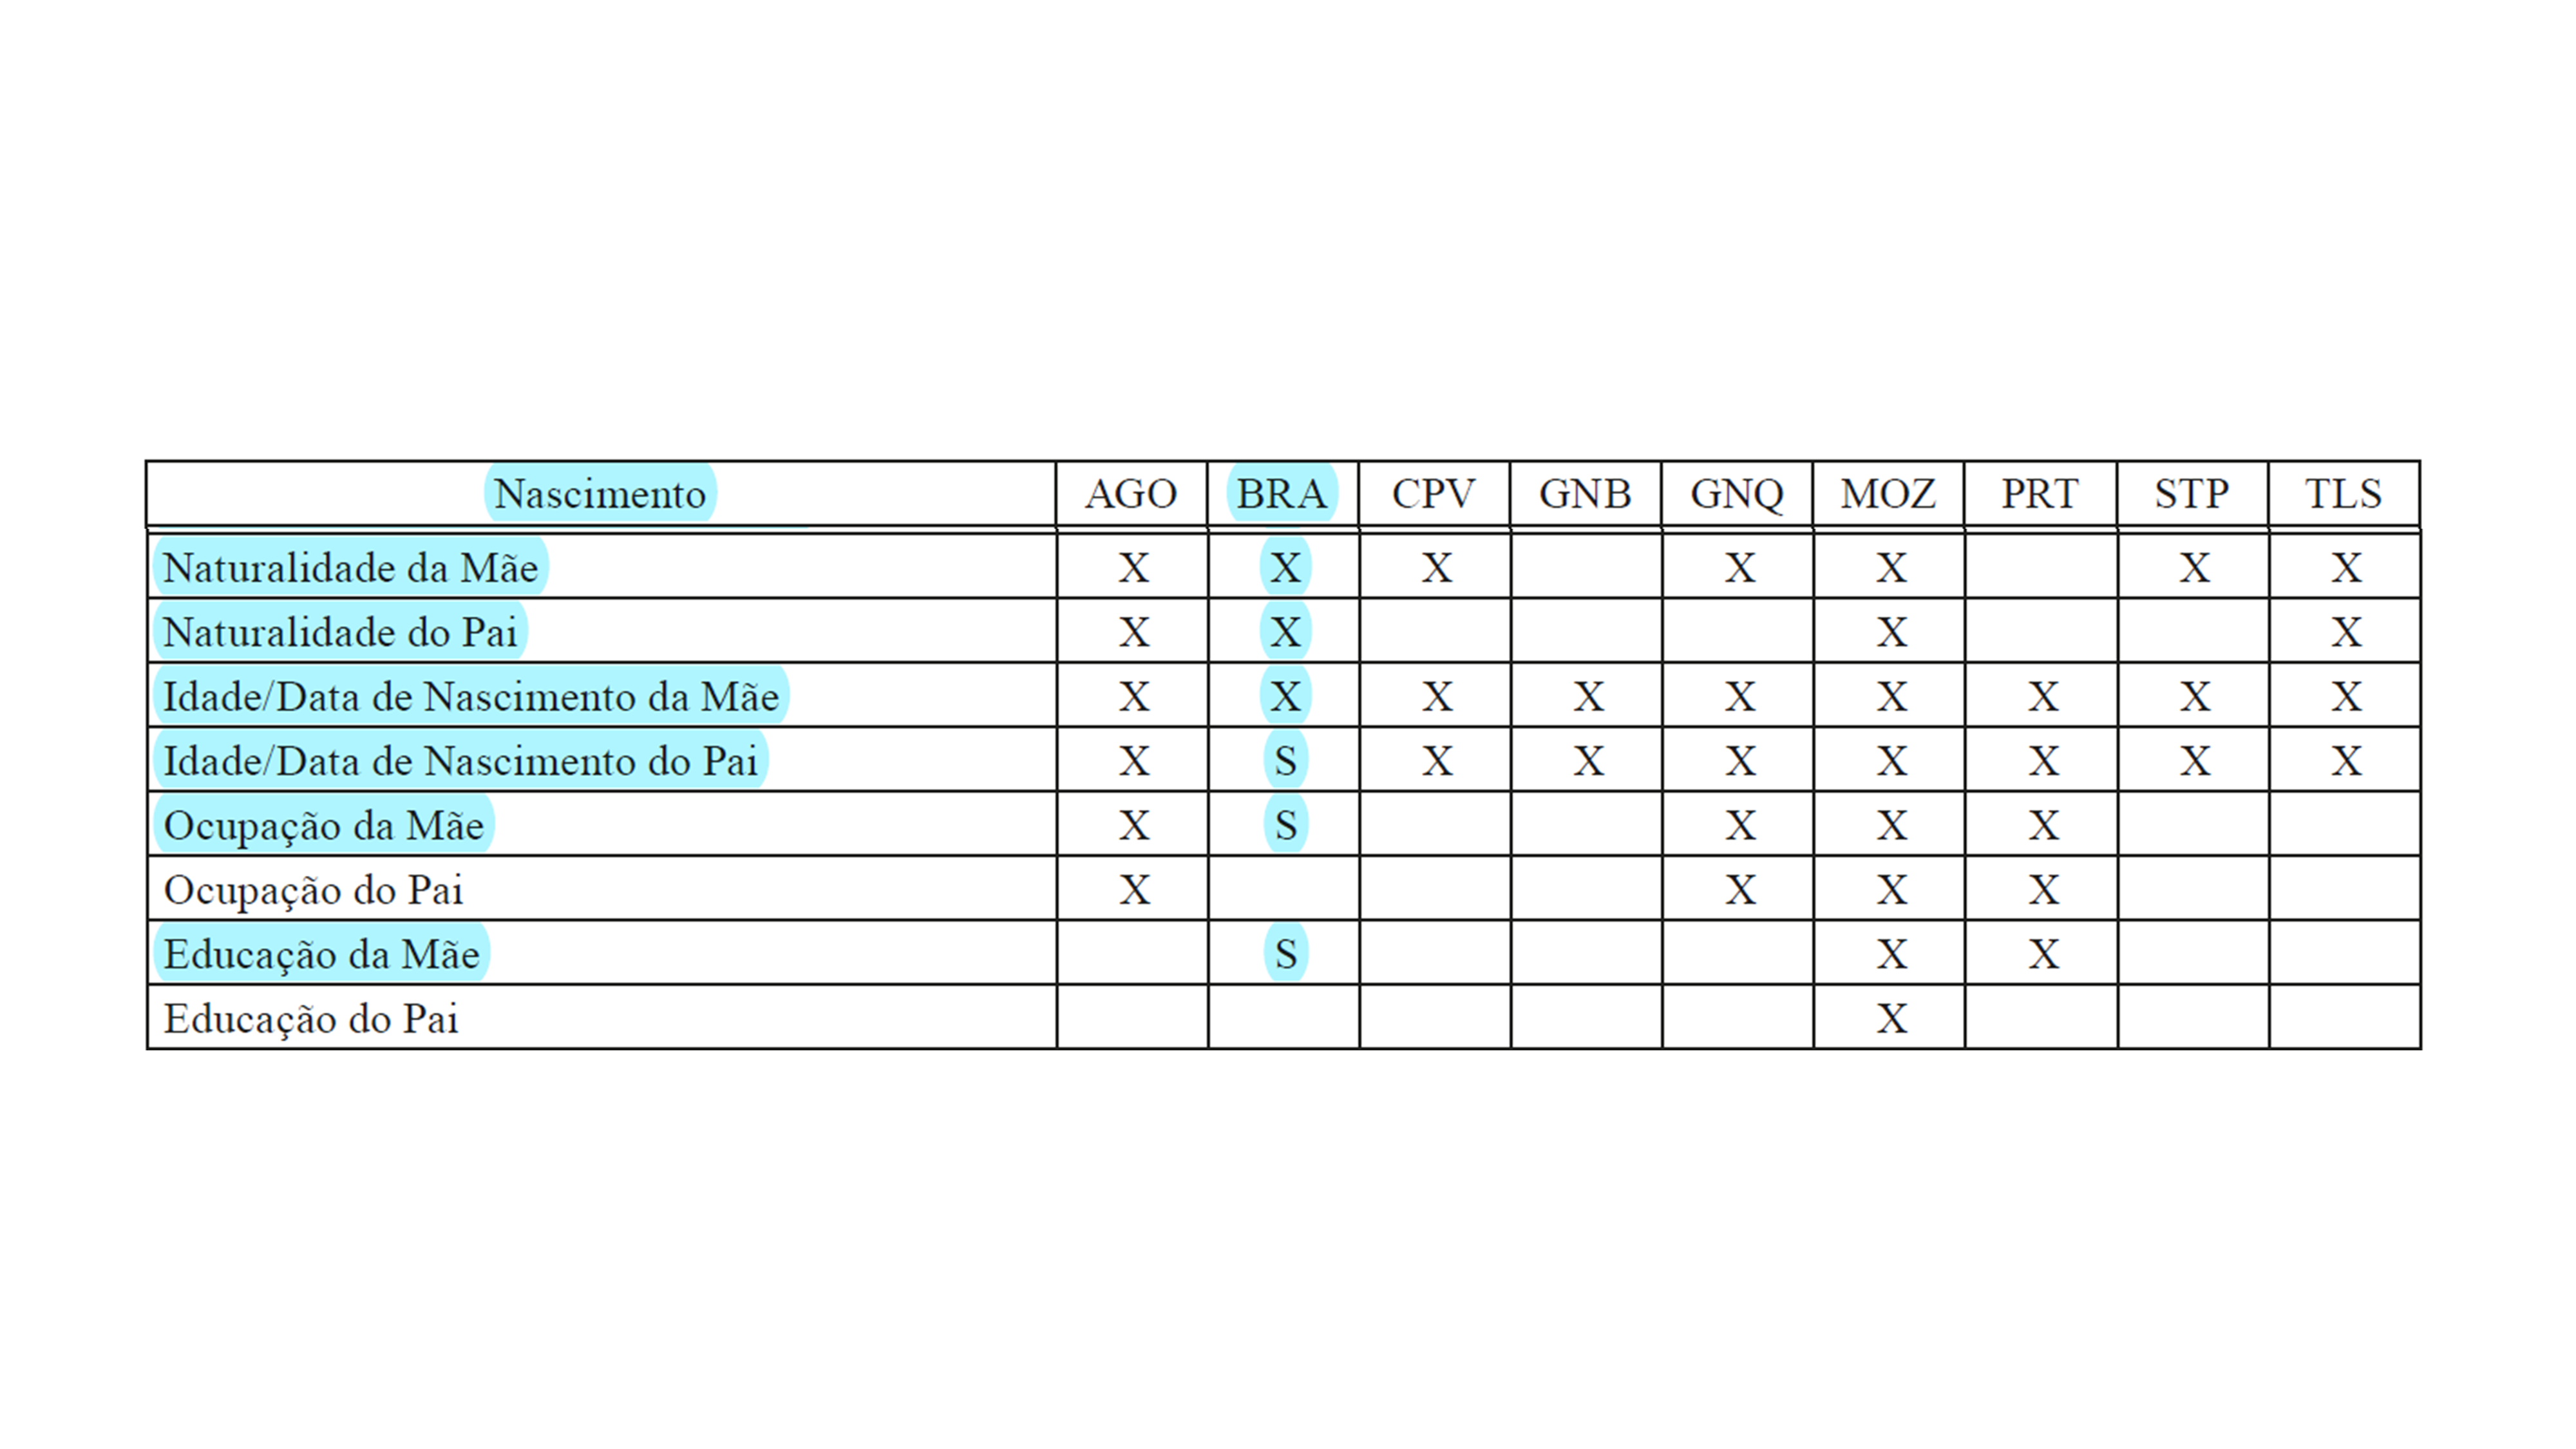 Nascimento AGO BRA CPV GNB GNQ MOZ PRT STP TLS
Naturalidade da Mãe X X X X X X X
Naturalidade do Pai X X X X
Idade/Data de Nascimento da Mãe X X X X X X X X X
Idade/Data de Nascimento do Pai X S X X X X X X X
Ocupação da Mãe X S X X X
Ocupação do Pai X X X X
Educação da Mãe S X X
Educação do Pai X